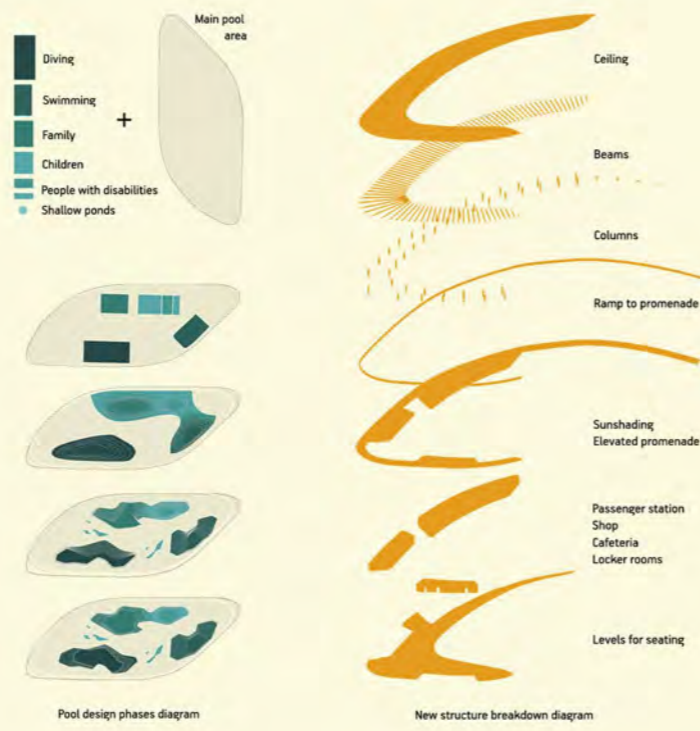 Main pool
area
Diving
Swimming
+
Family
Children
People with disabilities
Shallow ponds
Ceiling
Beams
Columns
Ramp to promenade
Sunshading
Elevated promenade
Passenger station
Shop
Cafeteria
Locker rooms
Levels for seating
Pool design phases diagram
New structure breakdown diagram